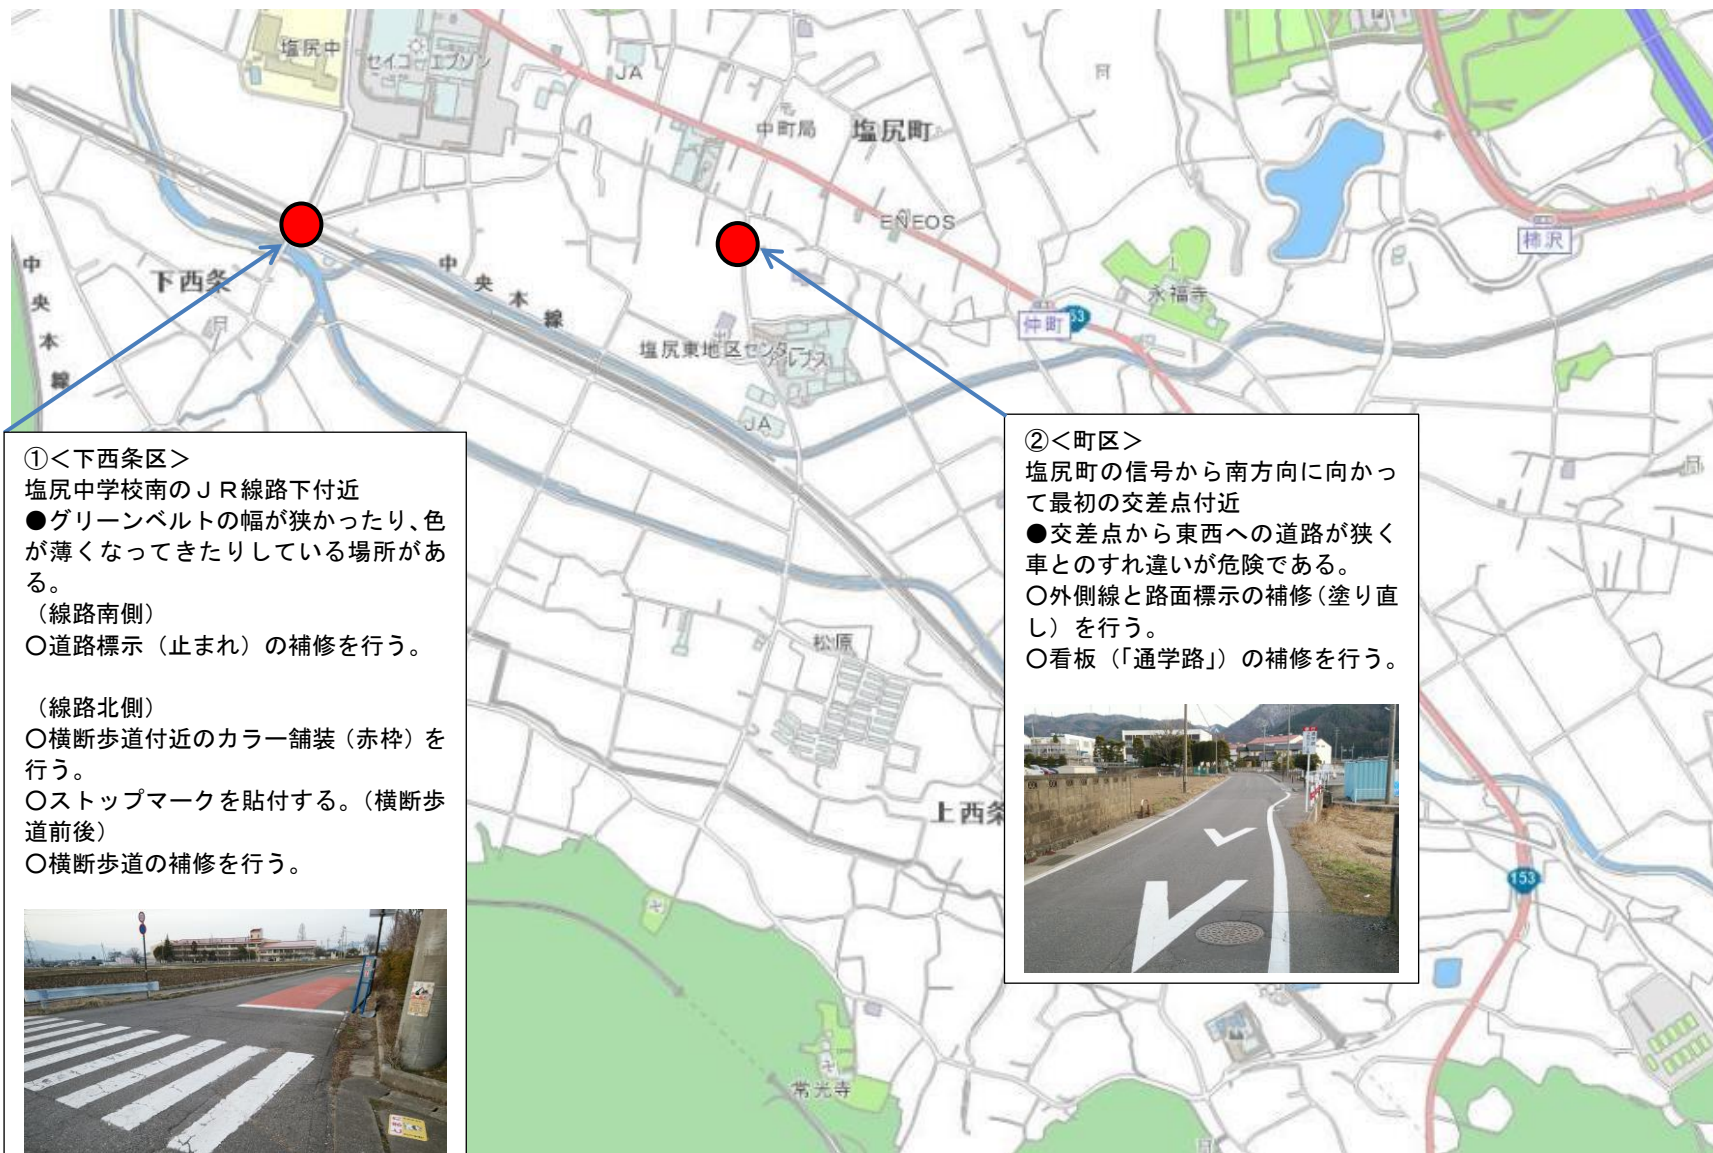 塩尻中
セイコーエプソン
JA
中町局
塩尻町
ENEOS
柿沢
永福寺
仲町
下西条
中央本線
中央本線
塩尻東地区センター
アルプス
JA
松原
上西条
153
常光寺
①＜下西条区＞
塩尻中学校南のＪＲ線路下付近
●グリーンベルトの幅が狭かったり、色
が薄くなってきたりしている場所があ
る。
（線路南側）
〇道路標示（止まれ）の補修を行う。
（線路北側）
〇横断歩道付近のカラー舗装（赤枠）を
行う。
〇ストップマークを貼付する。（横断歩
道前後）
〇横断歩道の補修を行う。
②＜町区＞
塩尻町の信号から南方向に向かっ
て最初の交差点付近
●交差点から東西への道路が狭く
車とのすれ違いが危険である。
〇外側線と路面標示の補修（塗り直
し）を行う。
〇看板（「通学路」）の補修を行う。